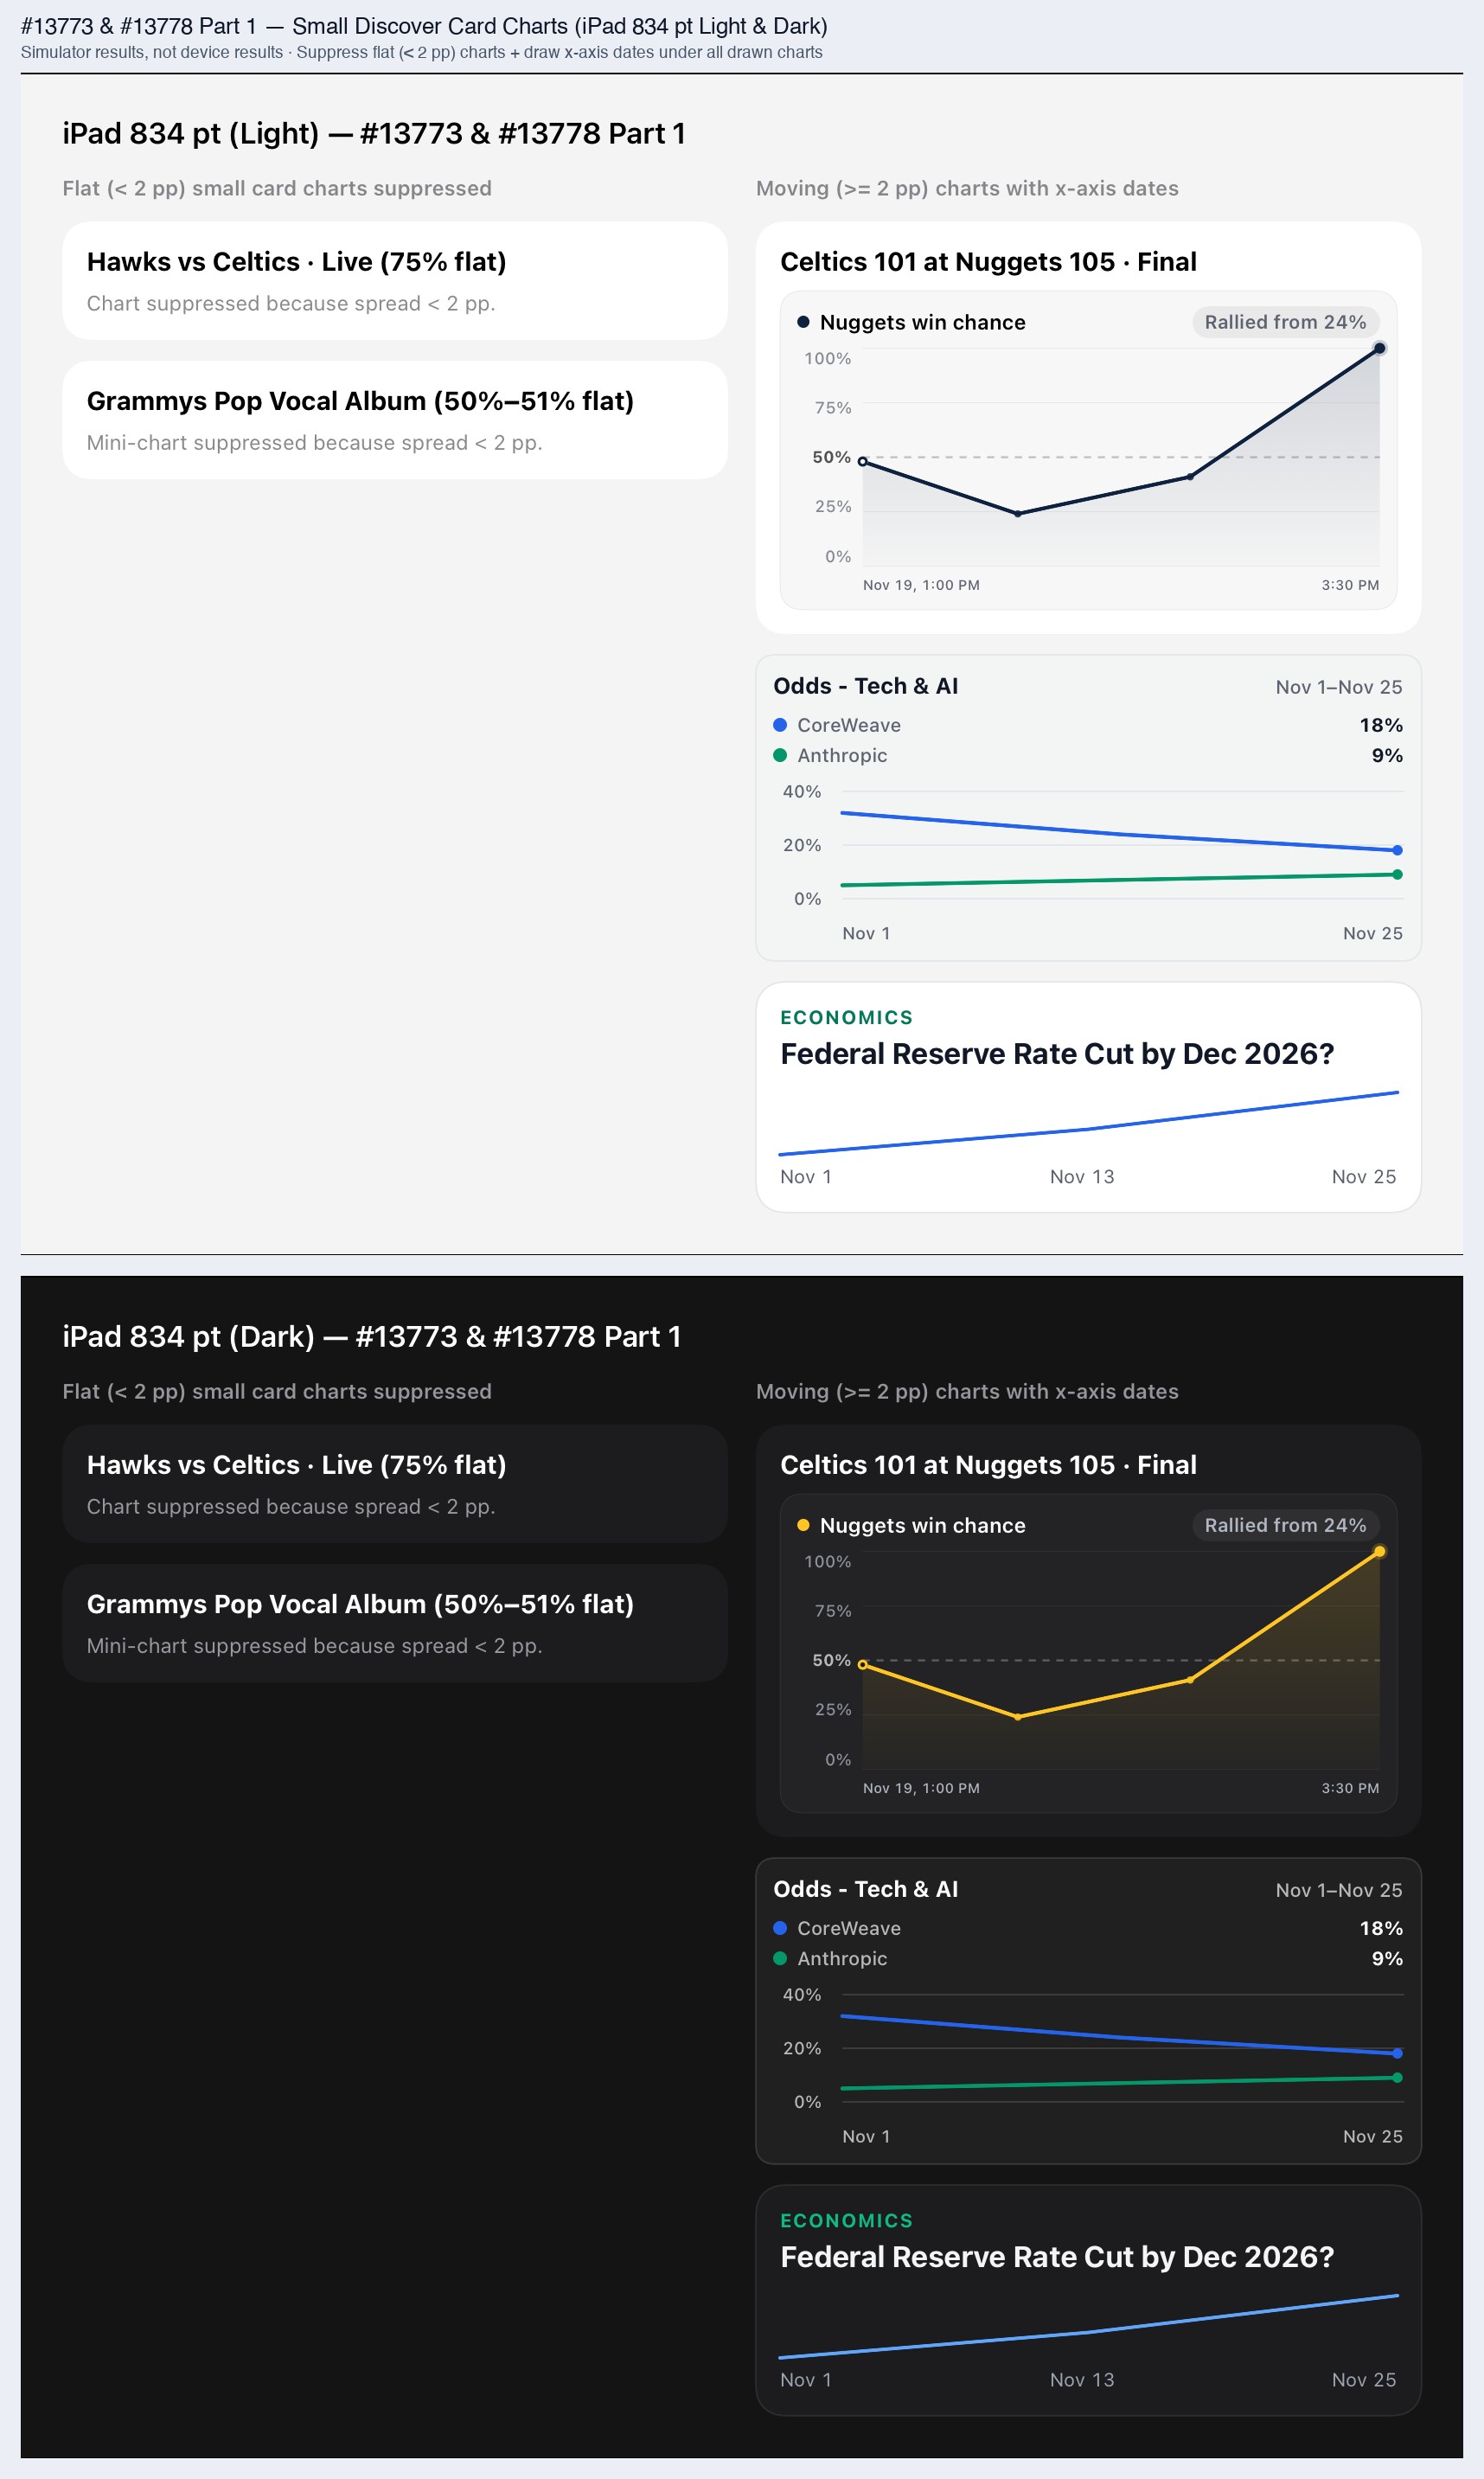 #13773 & #13778 Part 1 — Small Discover Card Charts (iPad 834 pt Light & Dark)
Simulator results, not device results · Suppress flat (< 2 pp) charts + draw x-axis dates under all drawn charts
iPad 834 pt (Light) — #13773 & #13778 Part 1
Flat (< 2 pp) small card charts suppressed
Hawks vs Celtics · Live (75% flat)
Chart suppressed because spread < 2 pp.
Grammys Pop Vocal Album (50%–51% flat)
Mini-chart suppressed because spread < 2 pp.
Moving (>= 2 pp) charts with x-axis dates
Celtics 101 at Nuggets 105 · Final
Nuggets win chance
Rallied from 24%
100%
75%
50%
25%
0%
Nov 19, 1:00 PM
3:30 PM
Odds - Tech & AI
Nov 1–Nov 25
CoreWeave
18%
Anthropic
9%
40%
20%
0%
Nov 1
Nov 25
ECONOMICS
Federal Reserve Rate Cut by Dec 2026?
Nov 1
Nov 13
Nov 25
iPad 834 pt (Dark) — #13773 & #13778 Part 1
Flat (< 2 pp) small card charts suppressed
Hawks vs Celtics · Live (75% flat)
Chart suppressed because spread < 2 pp.
Grammys Pop Vocal Album (50%–51% flat)
Mini-chart suppressed because spread < 2 pp.
Moving (>= 2 pp) charts with x-axis dates
Celtics 101 at Nuggets 105 · Final
Nuggets win chance
Rallied from 24%
100%
75%
50%
25%
0%
Nov 19, 1:00 PM
3:30 PM
Odds - Tech & AI
Nov 1–Nov 25
CoreWeave
18%
Anthropic
9%
40%
20%
0%
Nov 1
Nov 25
ECONOMICS
Federal Reserve Rate Cut by Dec 2026?
Nov 1
Nov 13
Nov 25